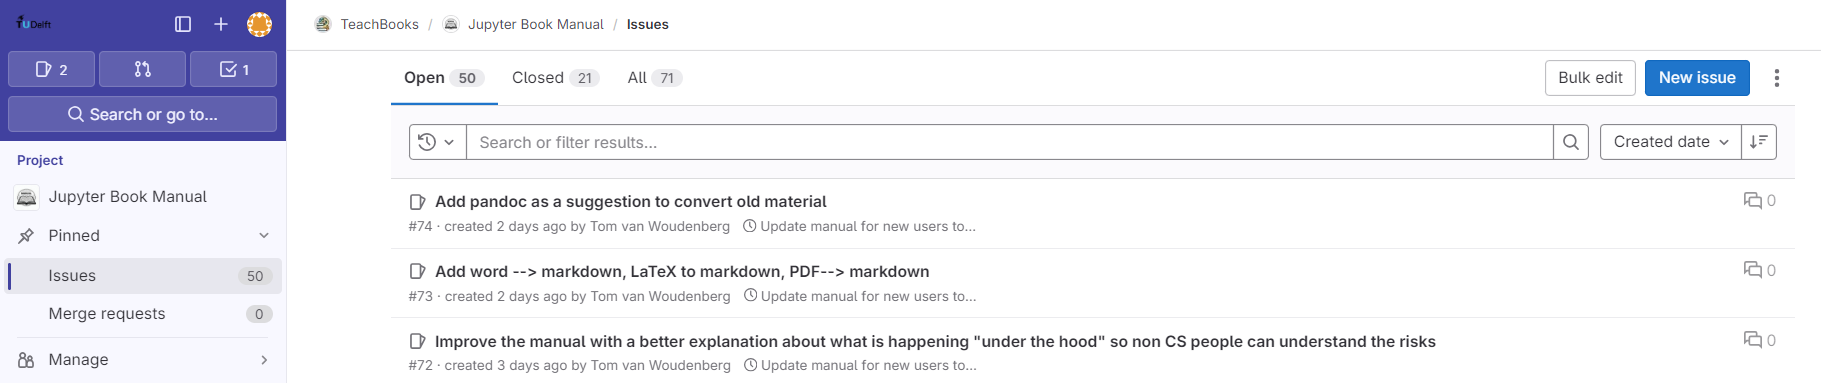 TU Delft
2
1
Search or go to...
Project
Jupyter Book Manual
Pinned
Issues 50
Merge requests 0
Manage
TeachBooks / Jupyter Book Manual / Issues
Open 50 Closed 21 All 71
Bulk edit New issue
Search or filter results... Created date
Add pandoc as a suggestion to convert old material 0
#74 · created 2 days ago by Tom van Woudenberg Update manual for new users to...
Add word --> markdown, LaTeX to markdown, PDF--> markdown 0
#73 · created 2 days ago by Tom van Woudenberg Update manual for new users to...
Improve the manual with a better explanation about what is happening "under the hood" so non CS people can understand the risks 0
#72 · created 3 days ago by Tom van Woudenberg Update manual for new users to...